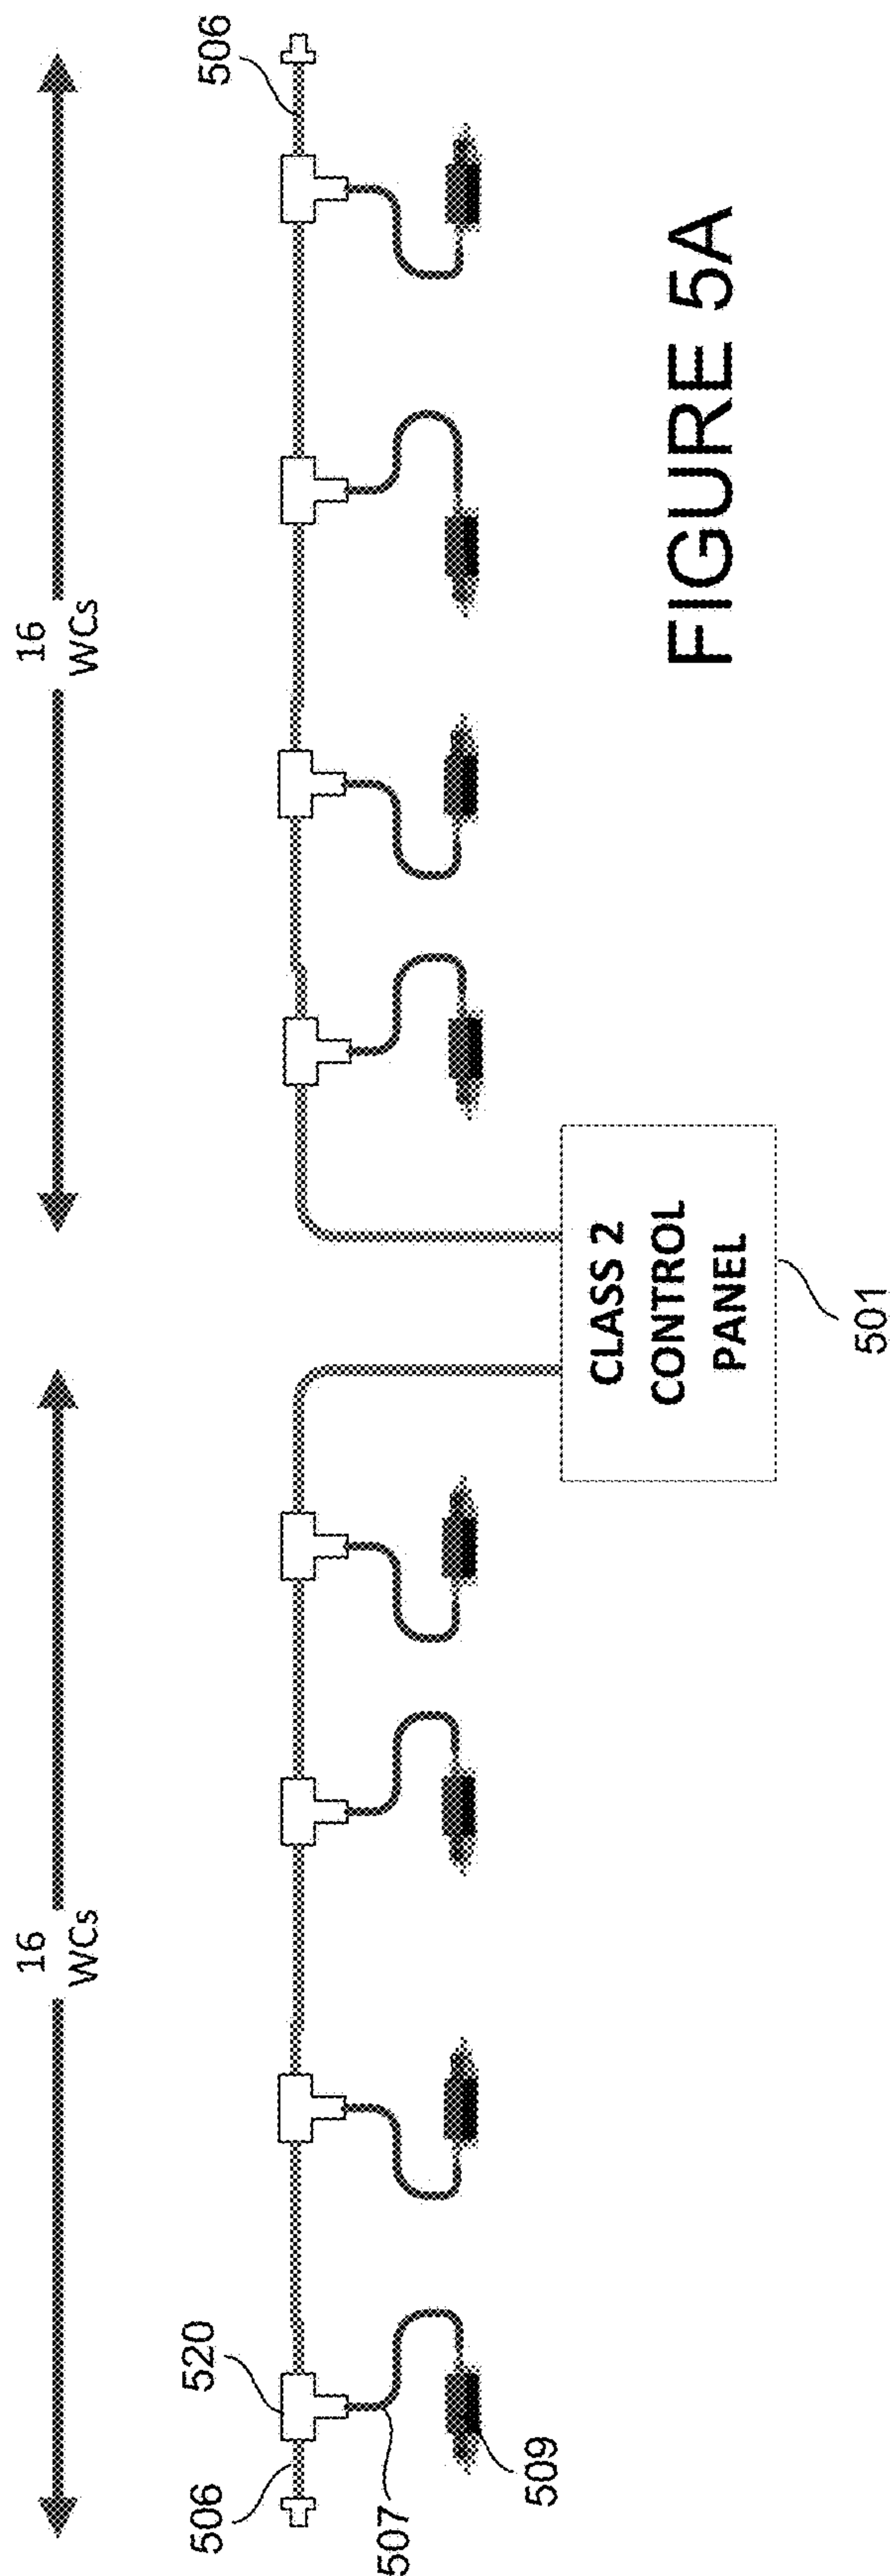 16
WCs
16
WCs
506
520
506
507
509
CLASS 2
CONTROL
PANEL
501
FIGURE 5A